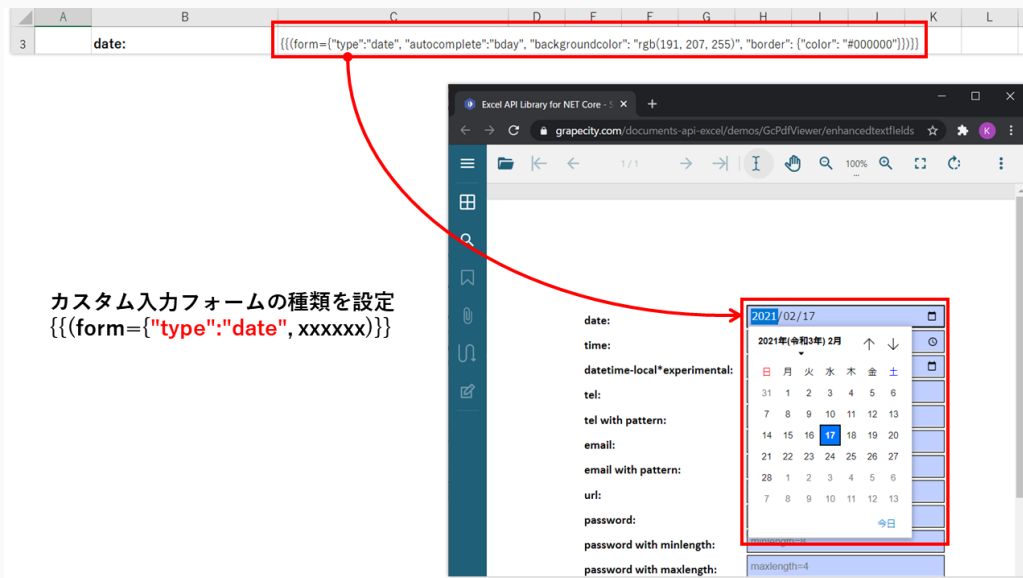 A B C D E F G H I J K L
3 date: {{(form={"type":"date", "autocomplete":"bday", "backgroundcolor": "rgb(191, 207, 255)", "border": {"color": "#000000"}})}}
Excel API Library for NET Core - S
grapecity.com/documents-api-excel/demos/GcPdfViewer/enhancedtextfields
K
1 / 1
100%
カスタム入力フォームの種類を設定
{{(form={"type":"date", xxxxxx)}}
date: 2021/02/17
time:
datetime-local*experimental:
tel:
tel with pattern:
email:
email with pattern:
url:
password:
password with minlength: minlength=8
password with maxlength: maxlength=4
2021年(令和3年) 2月
日 月 火 水 木 金 土
31 1 2 3 4 5 6
7 8 9 10 11 12 13
14 15 16 17 18 19 20
21 22 23 24 25 26 27
28 1 2 3 4 5 6
7 8 9 10 11 12 13
今日